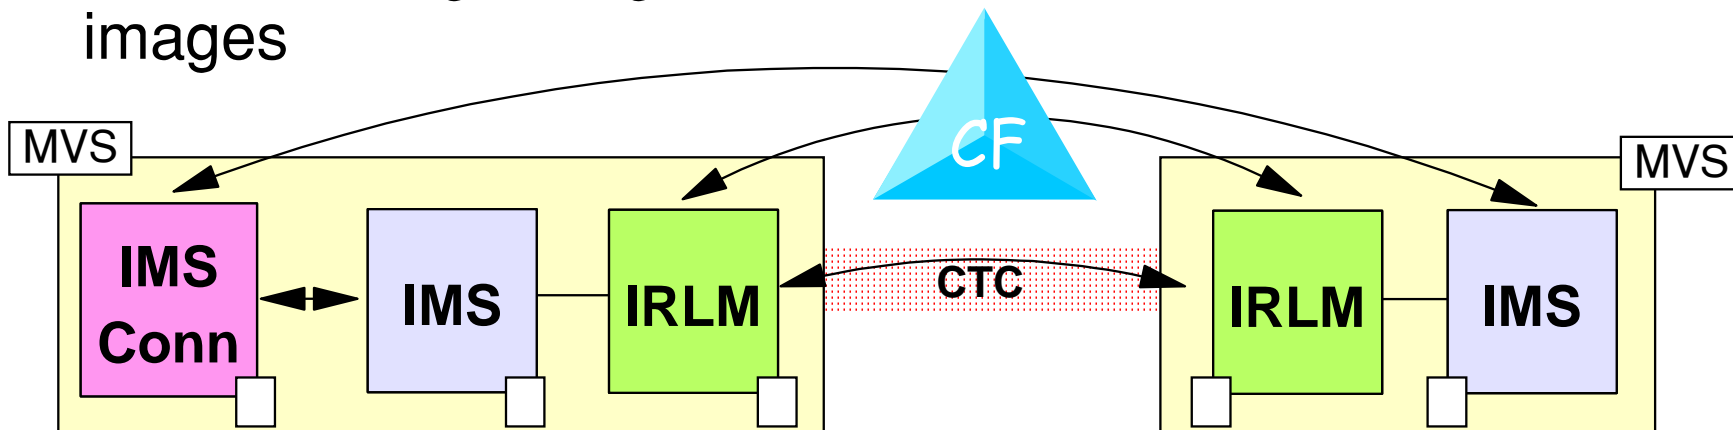 images
MVS
MVS
CF
IMS
Conn
IMS
IRLM
CTC
IRLM
IMS